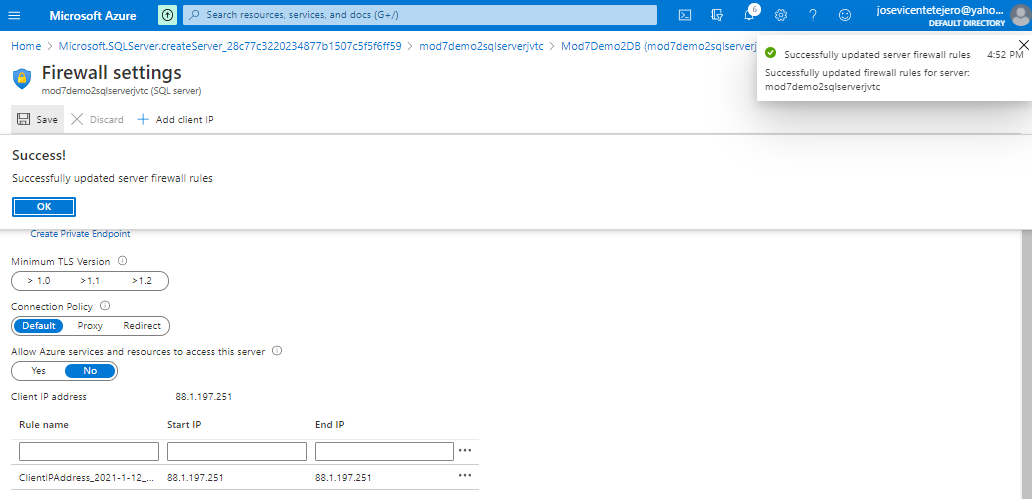 Microsoft Azure
Search resources, services, and docs (G+/)
6
josevicentetejero@yaho...
DEFAULT DIRECTORY
Home > Microsoft.SQLServer.createServer_28c77c3220234877b1507c5f5f6ff59 > mod7demo2sqlserverjvtc > Mod7Demo2DB (mod7demo2sqlserverj
Successfully updated server firewall rules 4:52 PM
Successfully updated firewall rules for server:
mod7demo2sqlserverjvtc
Firewall settings
mod7demo2sqlserverjvtc (SQL server)
Save Discard Add client IP
Success!
Successfully updated server firewall rules
OK
Create Private Endpoint
Minimum TLS Version
> 1.0 >1.1 >1.2
Connection Policy
Default Proxy Redirect
Allow Azure services and resources to access this server
Yes No
Client IP address 88.1.197.251
Rule name Start IP End IP
ClientIPAddress_2021-1-12_... 88.1.197.251 88.1.197.251